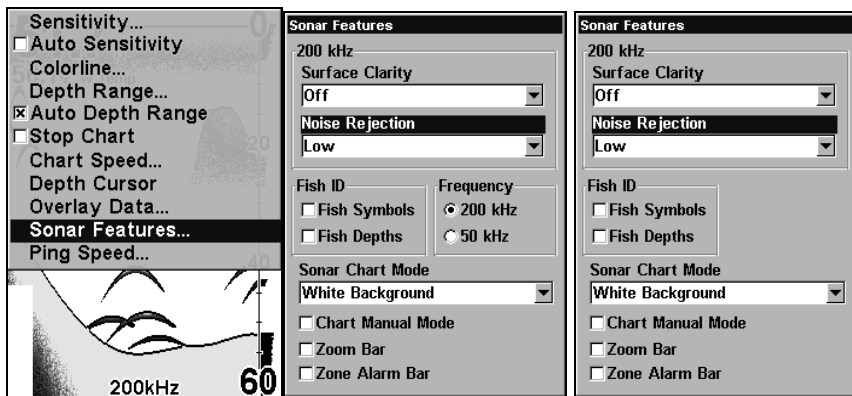 Sensitivity...
Auto Sensitivity
Colorline...
Depth Range...
Auto Depth Range
Stop Chart
Chart Speed...
Depth Cursor
Overlay Data...
Sonar Features...
Ping Speed...
0
20
40
200kHz
60
Sonar Features
200 kHz
Surface Clarity
Off
Noise Rejection
Low
Fish ID
Fish Symbols
Fish Depths
Frequency
200 kHz
50 kHz
Sonar Chart Mode
White Background
Chart Manual Mode
Zoom Bar
Zone Alarm Bar
Sonar Features
200 kHz
Surface Clarity
Off
Noise Rejection
Low
Fish ID
Fish Symbols
Fish Depths
Sonar Chart Mode
White Background
Chart Manual Mode
Zoom Bar
Zone Alarm Bar